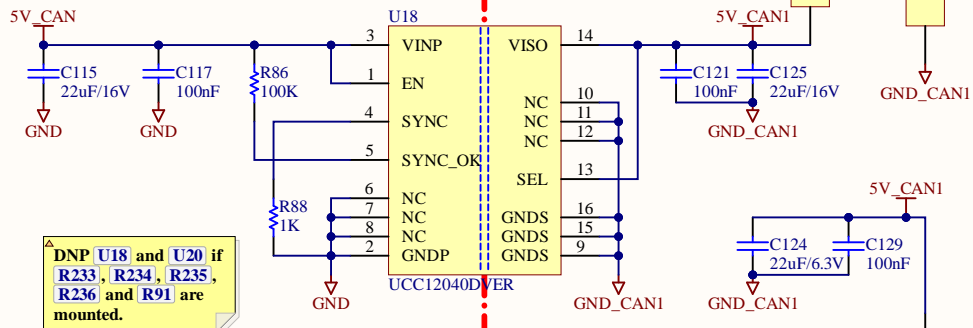 5V_CAN
U18
5V_CAN1
3
VINP
VISO
14
C115
22uF/16V
C117
100nF
R86
100K
1
EN
C121
100nF
C125
22uF/16V
GND_CAN1
NC
10
GND
GND
4
SYNC
NC
11
GND_CAN1
NC
12
5
SYNC_OK
SEL
13
5V_CAN1
6
NC
R88
1K
7
NC
GNDS
16
8
NC
GNDS
15
2
GNDP
GNDS
9
C124
22uF/6.3V
C129
100nF
DNP U18 and U20 if
R233, R234, R235,
R236 and R91 are
mounted.
UCC12040DVER
GND
GND_CAN1
GND_CAN1